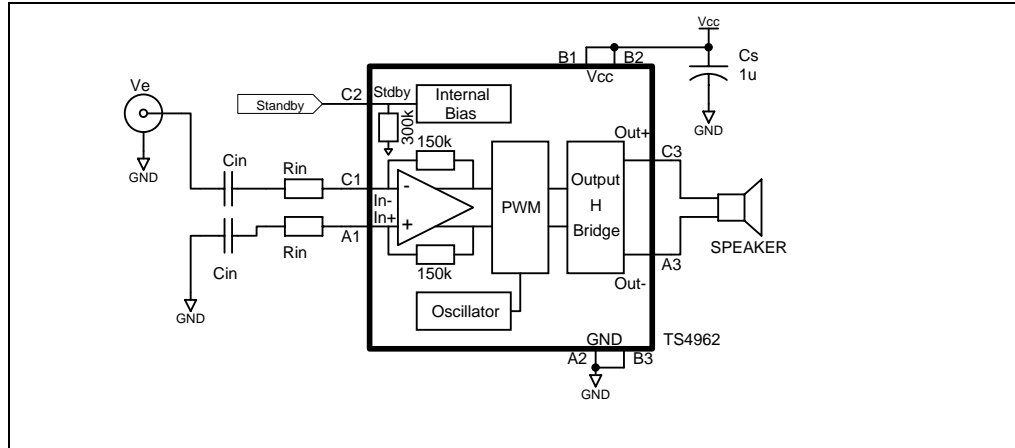 Vcc
B1
B2
Vcc
Cs
1u
GND
Ve
GND
Standby
C2
Stdby
300k
Internal
Bias
150k
Out+
C3
Cin
Rin
C1
In-
In+
-
+
PWM
Output
H
Bridge
SPEAKER
Cin
Rin
A1
150k
A3
Out-
GND
Oscillator
GND
TS4962
A2
B3
GND